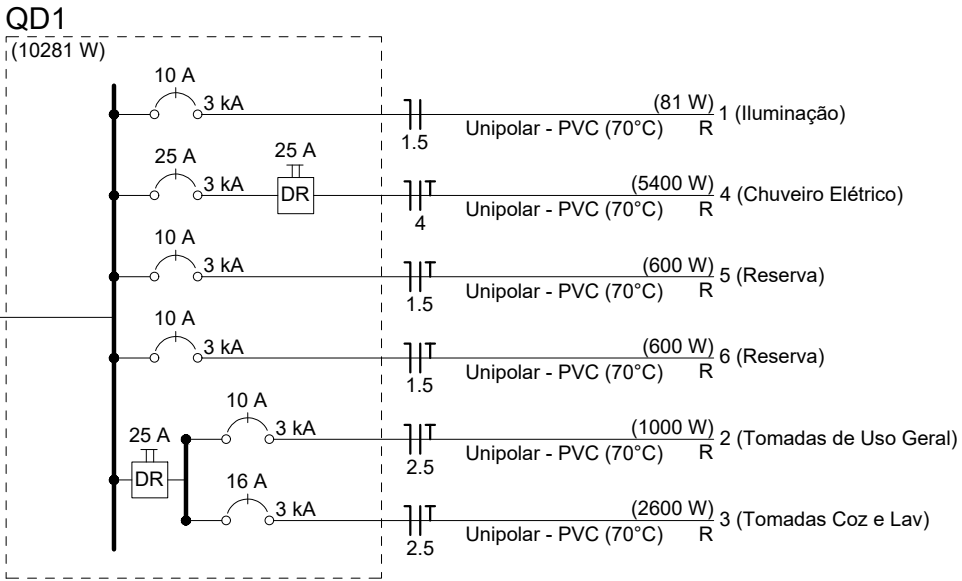 QD1
(10281 W)
10 A
3 kA
1.5
Unipolar - PVC (70°C)
(81 W)
R
1 (Iluminação)
25 A
3 kA
25 A
DR
T
4
Unipolar - PVC (70°C)
(5400 W)
R
4 (Chuveiro Elétrico)
10 A
3 kA
T
1.5
Unipolar - PVC (70°C)
(600 W)
R
5 (Reserva)
10 A
3 kA
T
1.5
Unipolar - PVC (70°C)
(600 W)
R
6 (Reserva)
25 A
DR
10 A
3 kA
T
2.5
Unipolar - PVC (70°C)
(1000 W)
R
2 (Tomadas de Uso Geral)
16 A
3 kA
T
2.5
Unipolar - PVC (70°C)
(2600 W)
R
3 (Tomadas Coz e Lav)